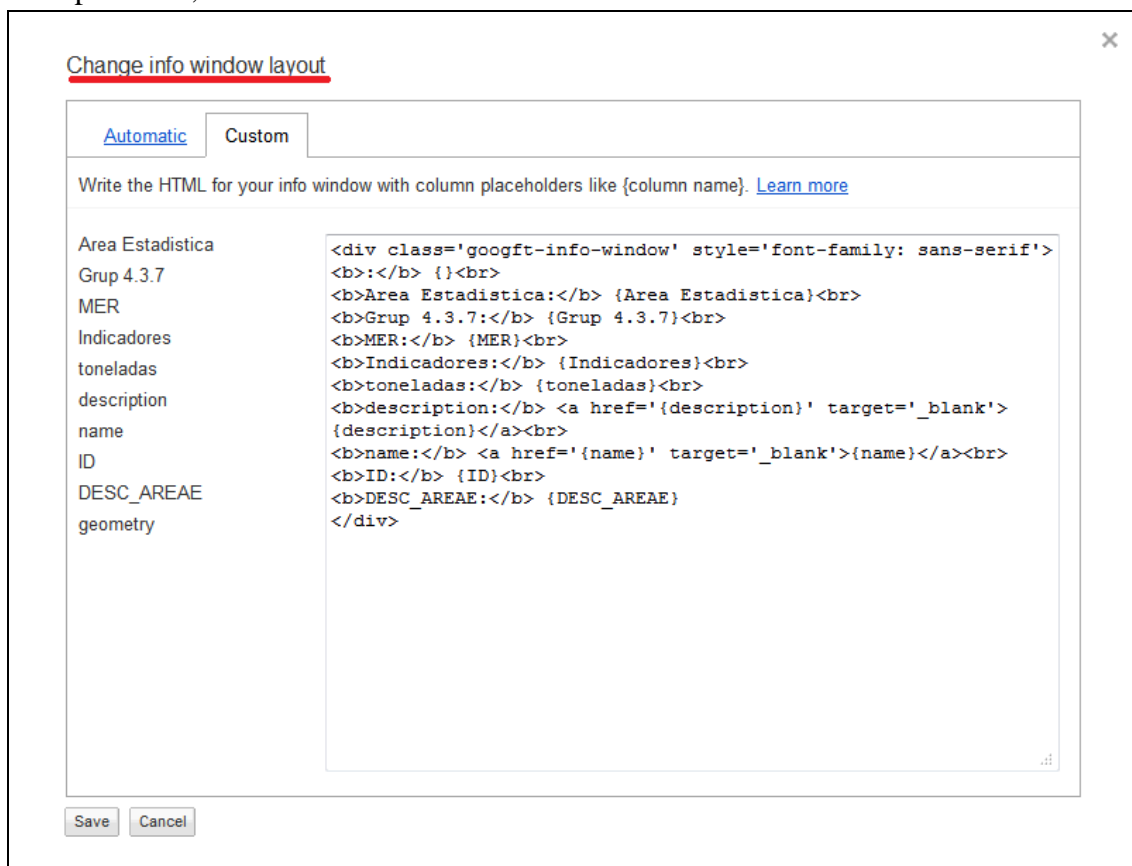 Change info window layout
×
Automatic Custom
Write the HTML for your info window with column placeholders like {column name}. Learn more
Area Estadistica
Grup 4.3.7
MER
Indicadores
toneladas
description
name
ID
DESC_AREAE
geometry
<div class='googft-info-window' style='font-family: sans-serif'>
<b>:</b> {}<br>
<b>Area Estadistica:</b> {Area Estadistica}<br>
<b>Grup 4.3.7:</b> {Grup 4.3.7}<br>
<b>MER:</b> {MER}<br>
<b>Indicadores:</b> {Indicadores}<br>
<b>toneladas:</b> {toneladas}<br>
<b>description:</b> <a href='{description}' target='_blank'>
{description}</a><br>
<b>name:</b> <a href='{name}' target='_blank'>{name}</a><br>
<b>ID:</b> {ID}<br>
<b>DESC_AREAE:</b> {DESC_AREAE}
</div>
Save Cancel